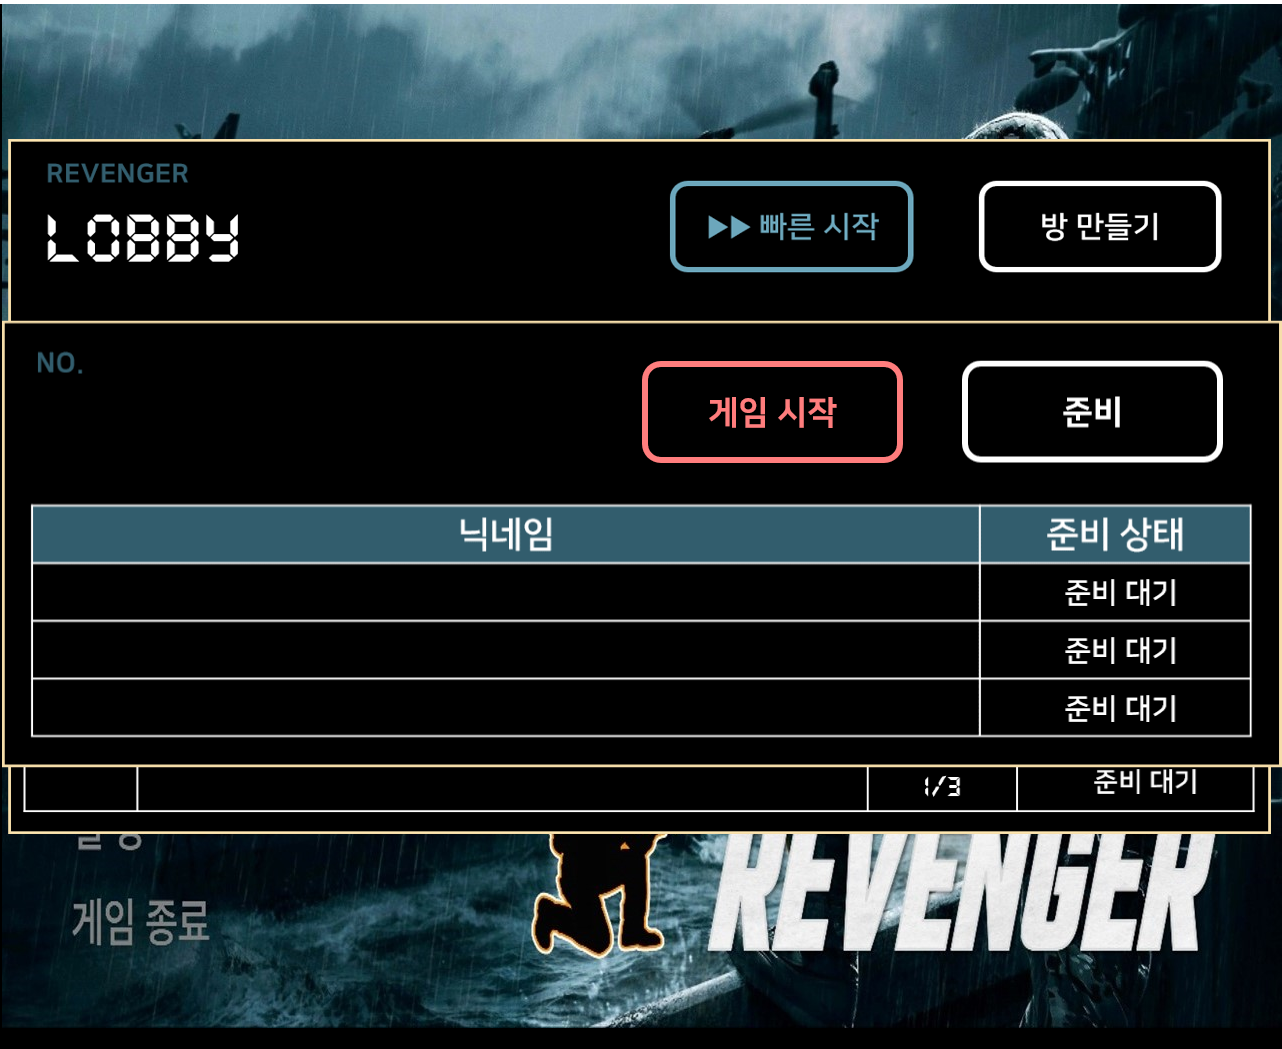 REVENGER
LOBBY
▶▶ 빠른 시작
방 만들기
NO.
게임 시작
준비
닉네임
준비 상태
준비 대기
준비 대기
준비 대기
1/3
준비 대기
게임 종료
REVENGER